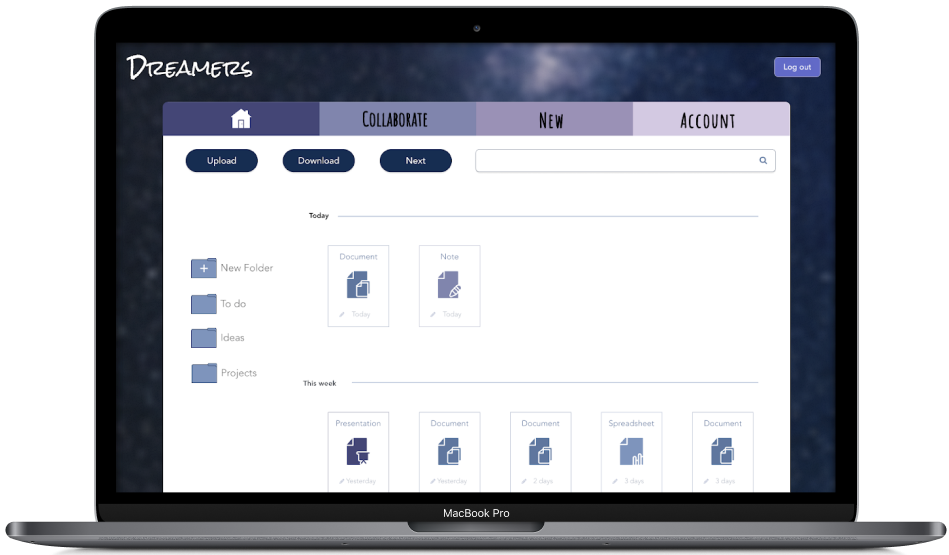 DREAMERS
Log out
COLLABORATE
NEW
ACCOUNT
Upload
Download
Next
Today
New Folder
To do
Ideas
Projects
Document
Note
Today
Today
This week
Presentation
Document
Document
Spreadsheet
Document
Yesterday
Yesterday
2 days
3 days
3 days
MacBook Pro